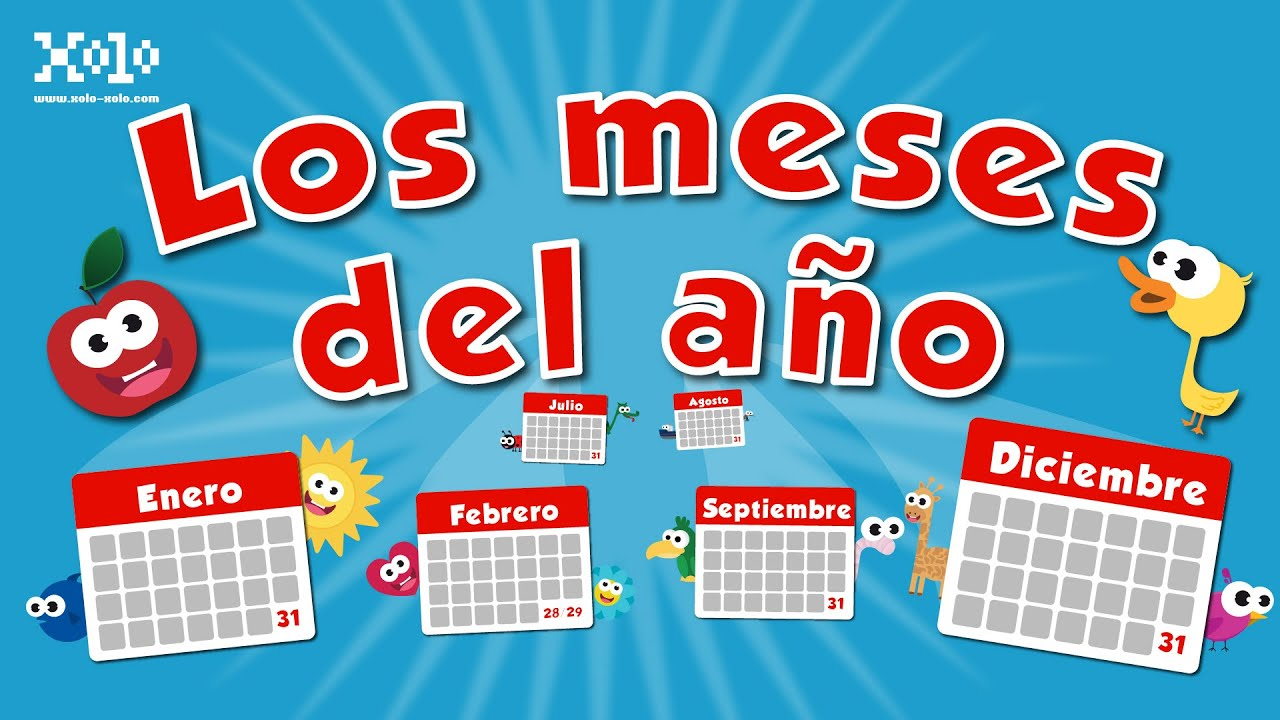 Xolo
www.xolo-xolo.com
Los meses
del año
Julio
31
Agosto
31
Enero
31
Febrero
28/29
Septiembre
31
Diciembre
31